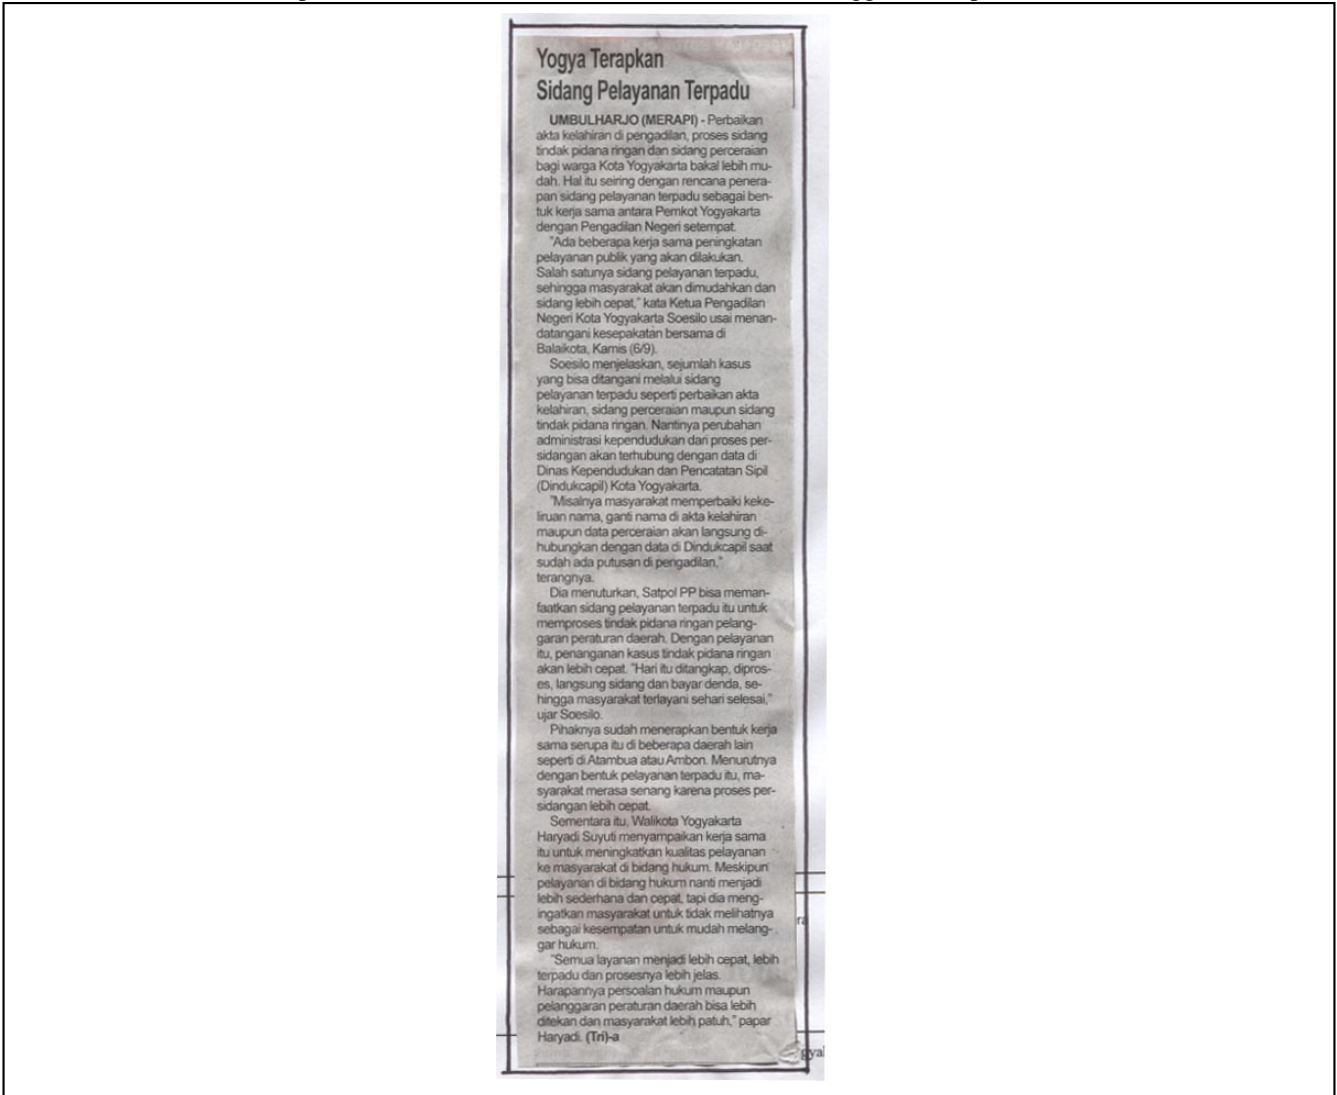 Yogya Terapkan
Sidang Pelayanan Terpadu
UMBULHARJO (MERAPI) - Perbaikan
akta kelahiran di pengadilan, proses sidang
tindak pidana ringan dan sidang perceraian
bagi warga Kota Yogyakarta bakal lebih mu-
dah. Hal itu seiring dengan rencana penera-
pan sidang pelayanan terpadu sebagai ben-
tuk kerja sama antara Pemkot Yogyakarta
dengan Pengadilan Negeri setempat.
"Ada beberapa kerja sama peningkatan
pelayanan publik yang akan dilakukan.
Salah satunya sidang pelayanan terpadu,
sehingga masyarakat akan dimudahkan dan
sidang lebih cepat," kata Ketua Pengadilan
Negeri Kota Yogyakarta Soesilo usai menan-
datangani kesepakatan bersama di
Balaikota, Kamis (6/9).
Soesilo menjelaskan, sejumlah kasus
yang bisa ditangani melalui sidang
pelayanan terpadu seperti perbaikan akta
kelahiran, sidang perceraian maupun sidang
tindak pidana ringan. Nantinya perubahan
administrasi kependudukan dari proses per-
sidangan akan terhubung dengan data di
Dinas Kependudukan dan Pencatatan Sipil
(Dindukcapil) Kota Yogyakarta.
"Misalnya masyarakat memperbaiki keke-
liruan nama, ganti nama di akta kelahiran
maupun data perceraian akan langsung di-
hubungkan dengan data di Dindukcapil saat
sudah ada putusan di pengadilan,"
terangnya.
Dia menuturkan, Satpol PP bisa meman-
faatkan sidang pelayanan terpadu itu untuk
memproses tindak pidana ringan pelang-
garan peraturan daerah. Dengan pelayanan
itu, penanganan kasus tindak pidana ringan
akan lebih cepat. "Hari itu ditangkap, dipros-
es, langsung sidang dan bayar denda, se-
hingga masyarakat terlayani sehari selesai,"
ujar Soesilo.
Pihaknya sudah menerapkan bentuk kerja
sama serupa itu di beberapa daerah lain
seperti di Atambua atau Ambon. Menurutnya
dengan bentuk pelayanan terpadu itu, ma-
syarakat merasa senang karena proses per-
sidangan lebih cepat.
Sementara itu, Walikota Yogyakarta
Haryadi Suyuti menyampaikan kerja sama
itu untuk meningkatkan kualitas pelayanan
ke masyarakat di bidang hukum. Meskipun
pelayanan di bidang hukum nanti menjadi
lebih sederhana dan cepat, tapi dia meng-
ingatkan masyarakat untuk tidak melihatnya
sebagai kesempatan untuk mudah melang-
gar hukum.
"Semua layanan menjadi lebih cepat, lebih
terpadu dan prosesnya lebih jelas.
Harapannya persoalan hukum maupun
pelanggaran peraturan daerah bisa lebih
ditekan dan masyarakat lebih patuh," papar
Haryadi. (Tri)-a